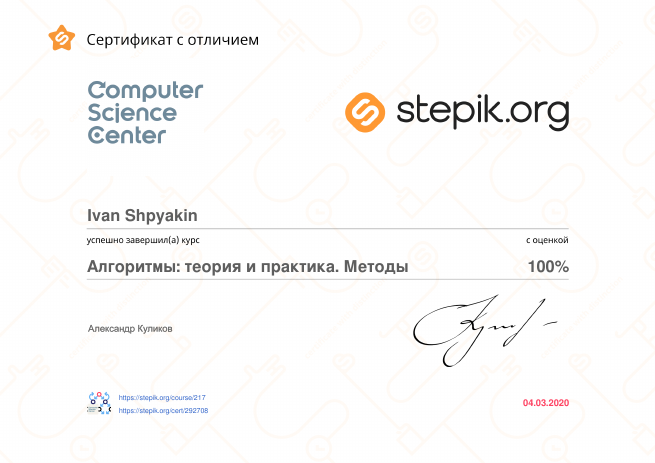 Сертификат с отличием
Computer
Science
Center
stepik.org
Ivan Shpyakin
успешно завершил(а) курс
с оценкой
Алгоритмы: теория и практика. Методы
100%
Александр Куликов
https://stepik.org/course/217
https://stepik.org/cert/292708
04.03.2020